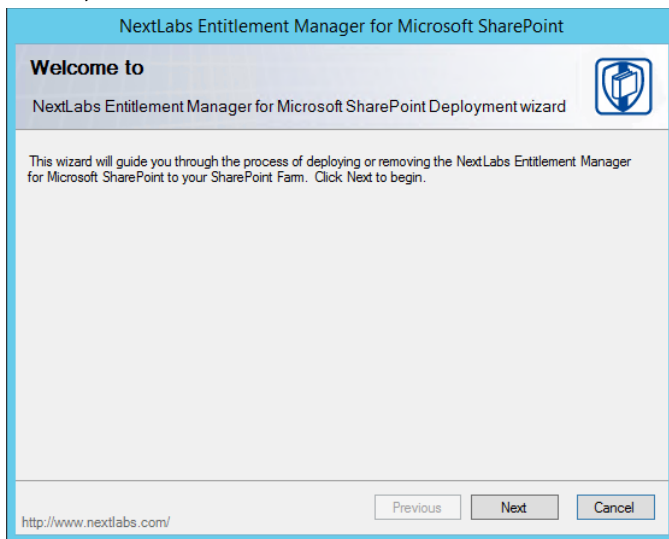 NextLabs Entitlement Manager for Microsoft SharePoint
Welcome to
NextLabs Entitlement Manager for Microsoft SharePoint Deployment wizard
This wizard will guide you through the process of deploying or removing the NextLabs Entitlement Manager
for Microsoft SharePoint to your SharePoint Farm. Click Next to begin.
Previous Next Cancel
http://www.nextlabs.com/